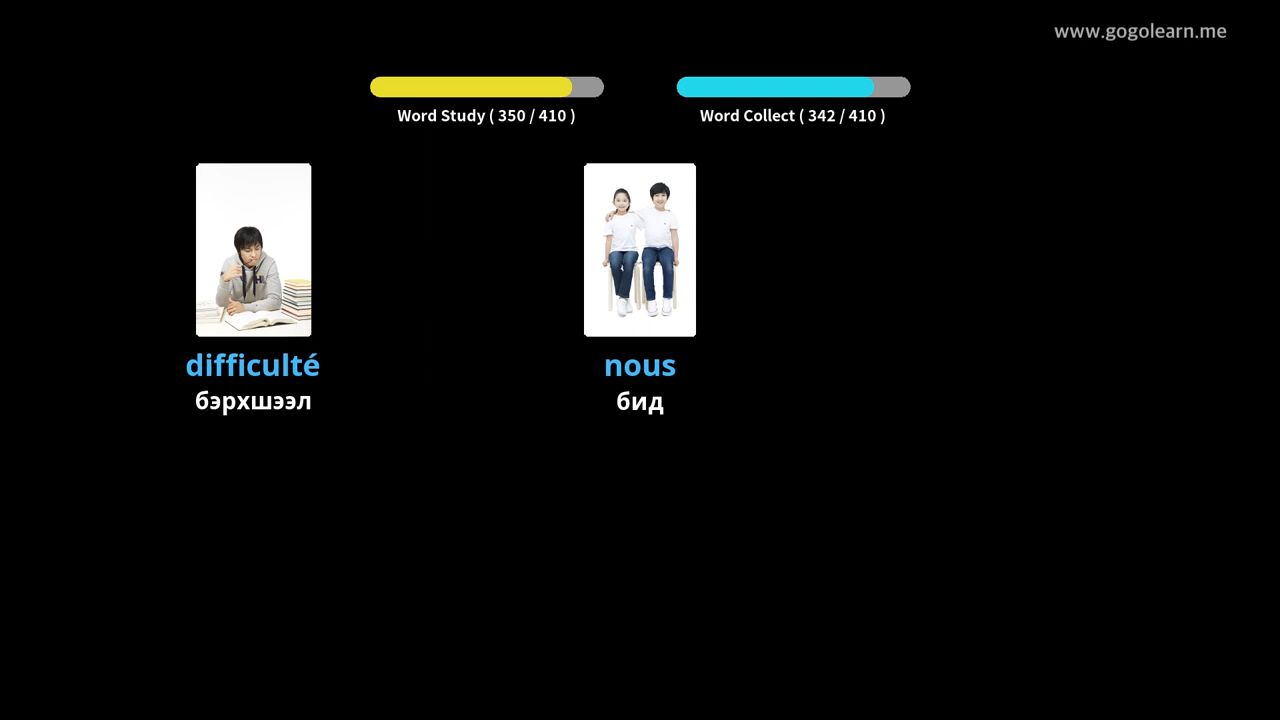 www.gogolearn.me
Word Study ( 350 / 410 )
Word Collect ( 342 / 410 )
difficulté
бэрхшээл
nous
бид